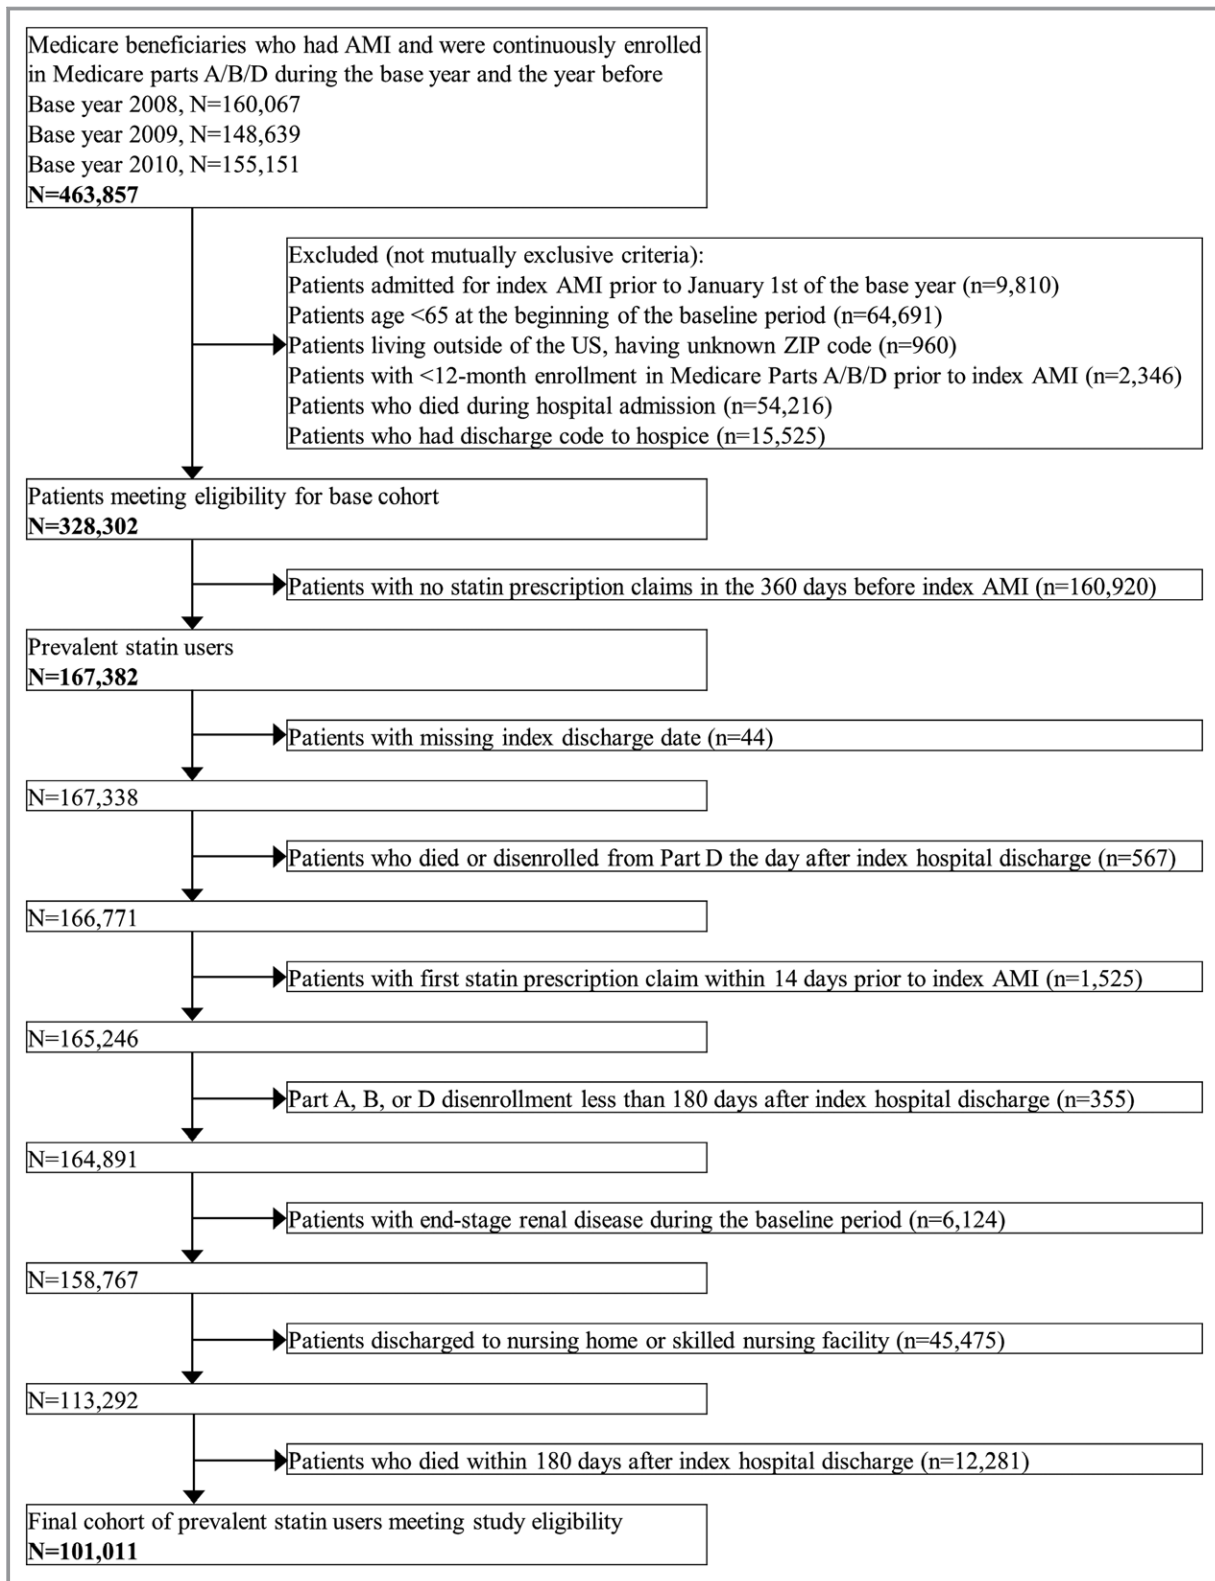 Medicare beneficiaries who had AMI and were continuously enrolled
in Medicare parts A/B/D during the base year and the year before
Base year 2008, N=160,067
Base year 2009, N=148,639
Base year 2010, N=155,151
N=463,857
Excluded (not mutually exclusive criteria):
Patients admitted for index AMI prior to January 1st of the base year (n=9,810)
Patients age <65 at the beginning of the baseline period (n=64,691)
Patients living outside of the US, having unknown ZIP code (n=960)
Patients with <12-month enrollment in Medicare Parts A/B/D prior to index AMI (n=2,346)
Patients who died during hospital admission (n=54,216)
Patients who had discharge code to hospice (n=15,525)
Patients meeting eligibility for base cohort
N=328,302
Patients with no statin prescription claims in the 360 days before index AMI (n=160,920)
Prevalent statin users
N=167,382
Patients with missing index discharge date (n=44)
N=167,338
Patients who died or disenrolled from Part D the day after index hospital discharge (n=567)
N=166,771
Patients with first statin prescription claim within 14 days prior to index AMI (n=1,525)
N=165,246
Part A, B, or D disenrollment less than 180 days after index hospital discharge (n=355)
N=164,891
Patients with end-stage renal disease during the baseline period (n=6,124)
N=158,767
Patients discharged to nursing home or skilled nursing facility (n=45,475)
N=113,292
Patients who died within 180 days after index hospital discharge (n=12,281)
Final cohort of prevalent statin users meeting study eligibility
N=101,011